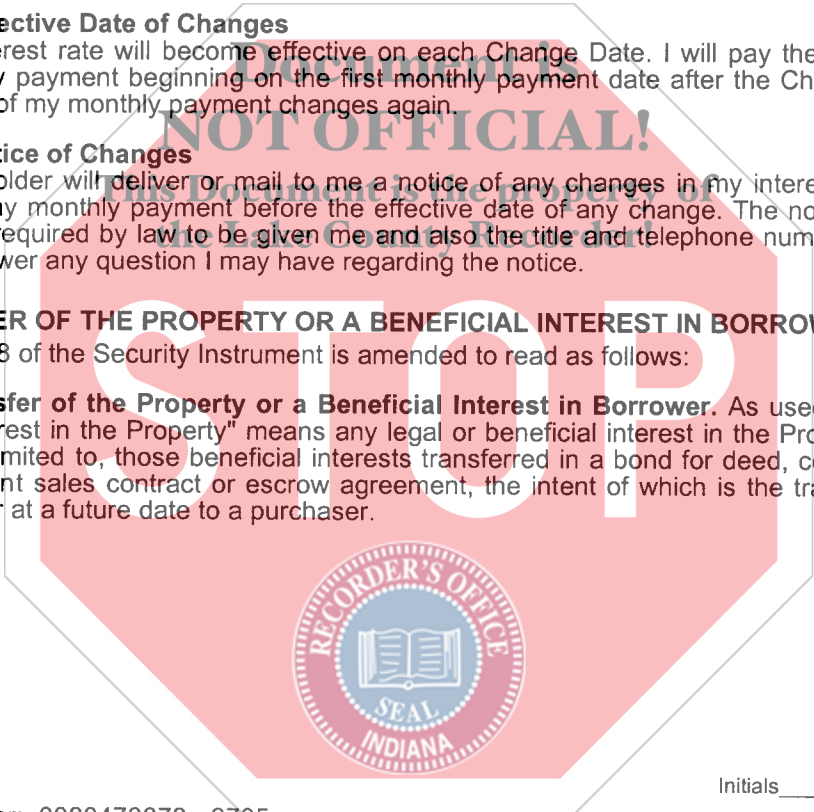 ective Date of Changes
erest rate will become effective on each Change Date. I will pay the
y payment beginning on the first monthly payment date after the Ch
of my monthly payment changes again.
Document is
NOT OFFICIAL!
This Document is the property of
the Lake County Recorder!
tice of Changes
older will deliver or mail to me a notice of any changes in my intere
y monthly payment before the effective date of any change. The no
equired by law to be given me and also the title and telephone num
wer any question I may have regarding the notice.
ER OF THE PROPERTY OR A BENEFICIAL INTEREST IN BORROW
8 of the Security Instrument is amended to read as follows:
STOP
sfer of the Property or a Beneficial Interest in Borrower. As use
rest in the Property" means any legal or beneficial interest in the Pro
mited to, those beneficial interests transferred in a bond for deed, c
nt sales contract or escrow agreement, the intent of which is the tra
r at a future date to a purchaser.
RECORDER'S OFFICE
SEAL
INDIANA
Initials